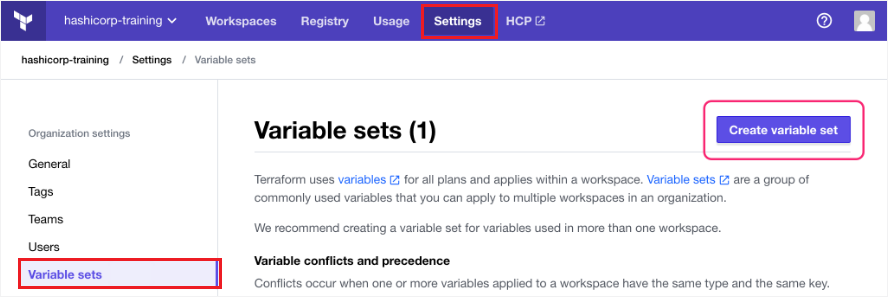 hashicorp-training Workspaces Registry Usage Settings HCP
hashicorp-training / Settings / Variable sets
Organization settings
General
Tags
Teams
Users
Variable sets
Variable sets (1)
Create variable set
Terraform uses variables for all plans and applies within a workspace. Variable sets are a group of
commonly used variables that you can apply to multiple workspaces in an organization.
We recommend creating a variable set for variables used in more than one workspace.
Variable conflicts and precedence
Conflicts occur when one or more variables applied to a workspace have the same type and the same key.